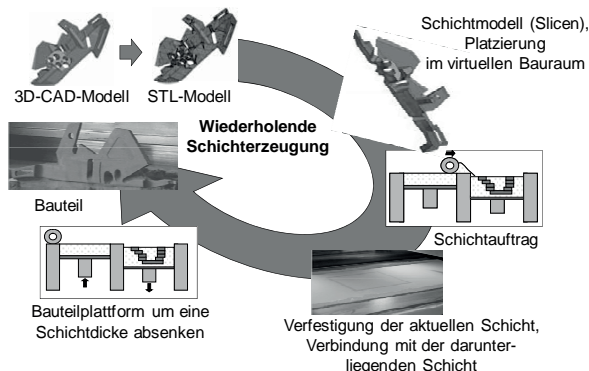 3D-CAD-Modell
STL-Modell
Schichtmodell (Slicen),
Platzierung
im virtuellen Bauraum
Wiederholende
Schichterzeugung
Schichtauftrag
Verfestigung der aktuellen Schicht,
Verbindung mit der darunter-
liegenden Schicht
Bauteilplattform um eine
Schichtdicke absenken
Bauteil